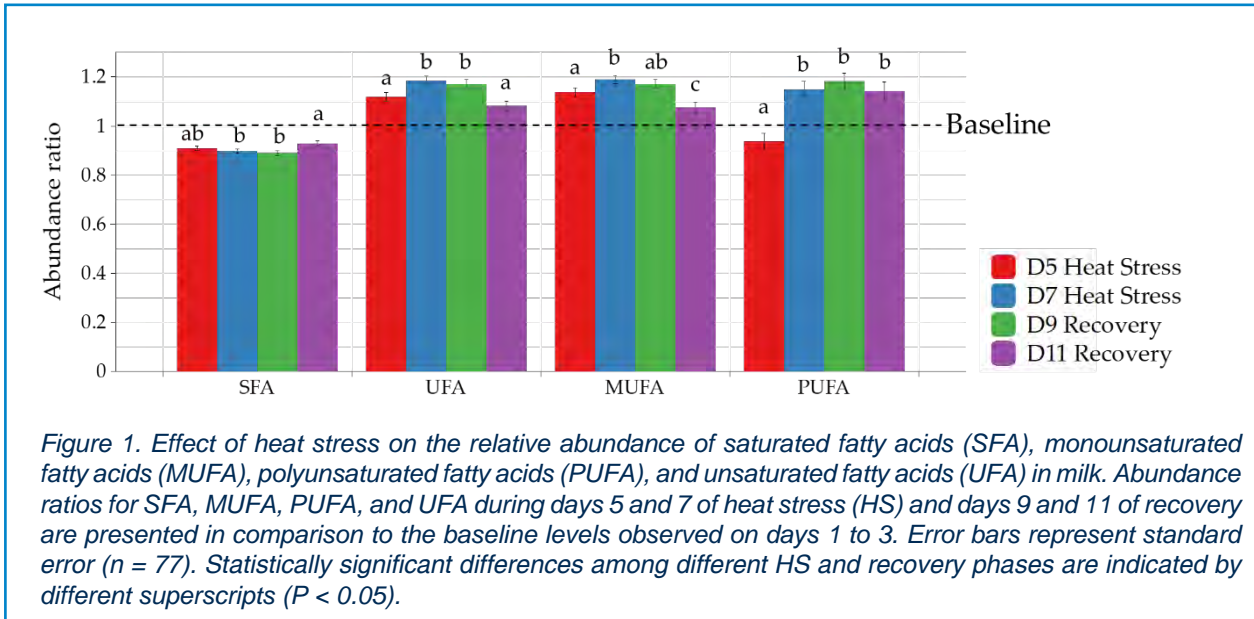 a b b a
a b ab c
a b b b
ab b b a
1.2
1
0.8
0.6
0.4
0.2
0
Abundance ratio
Baseline
SFA UFA MUFA PUFA
D5 Heat Stress
D7 Heat Stress
D9 Recovery
D11 Recovery
Figure 1. Effect of heat stress on the relative abundance of saturated fatty acids (SFA), monounsaturated
fatty acids (MUFA), polyunsaturated fatty acids (PUFA), and unsaturated fatty acids (UFA) in milk. Abundance
ratios for SFA, MUFA, PUFA, and UFA during days 5 and 7 of heat stress (HS) and days 9 and 11 of recovery
are presented in comparison to the baseline levels observed on days 1 to 3. Error bars represent standard
error (n = 77). Statistically significant differences among different HS and recovery phases are indicated by
different superscripts (P < 0.05).